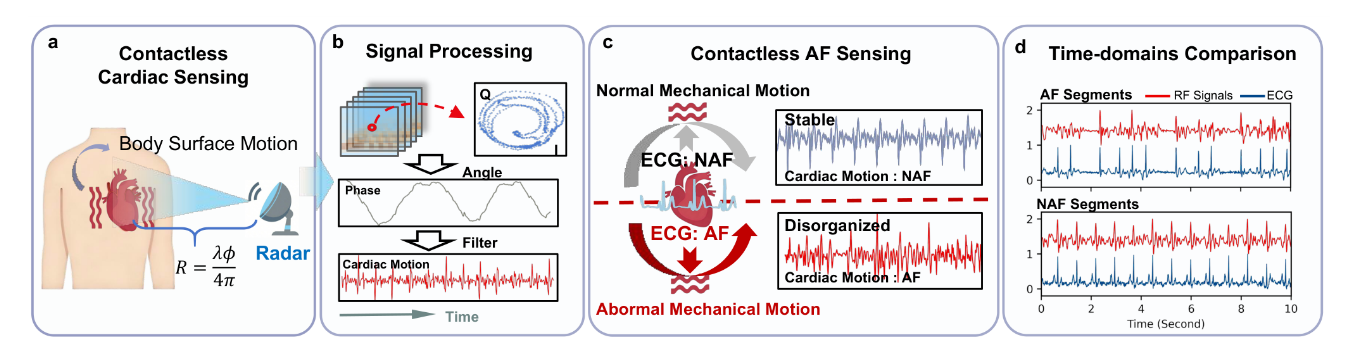 a
Contactless
Cardiac Sensing
Body Surface Motion
Radar
R = λϕ / 4π
b
Signal Processing
Q
I
Angle
Phase
Filter
Cardiac Motion
Time
c
Contactless AF Sensing
Normal Mechanical Motion
ECG: NAF
ECG: AF
Abormal Mechanical Motion
Stable
Cardiac Motion : NAF
Disorganized
Cardiac Motion : AF
d
Time-domains Comparison
AF Segments
RF Signals
ECG
2
1
0
NAF Segments
2
1
0
0 2 4 6 8 10
Time (Second)